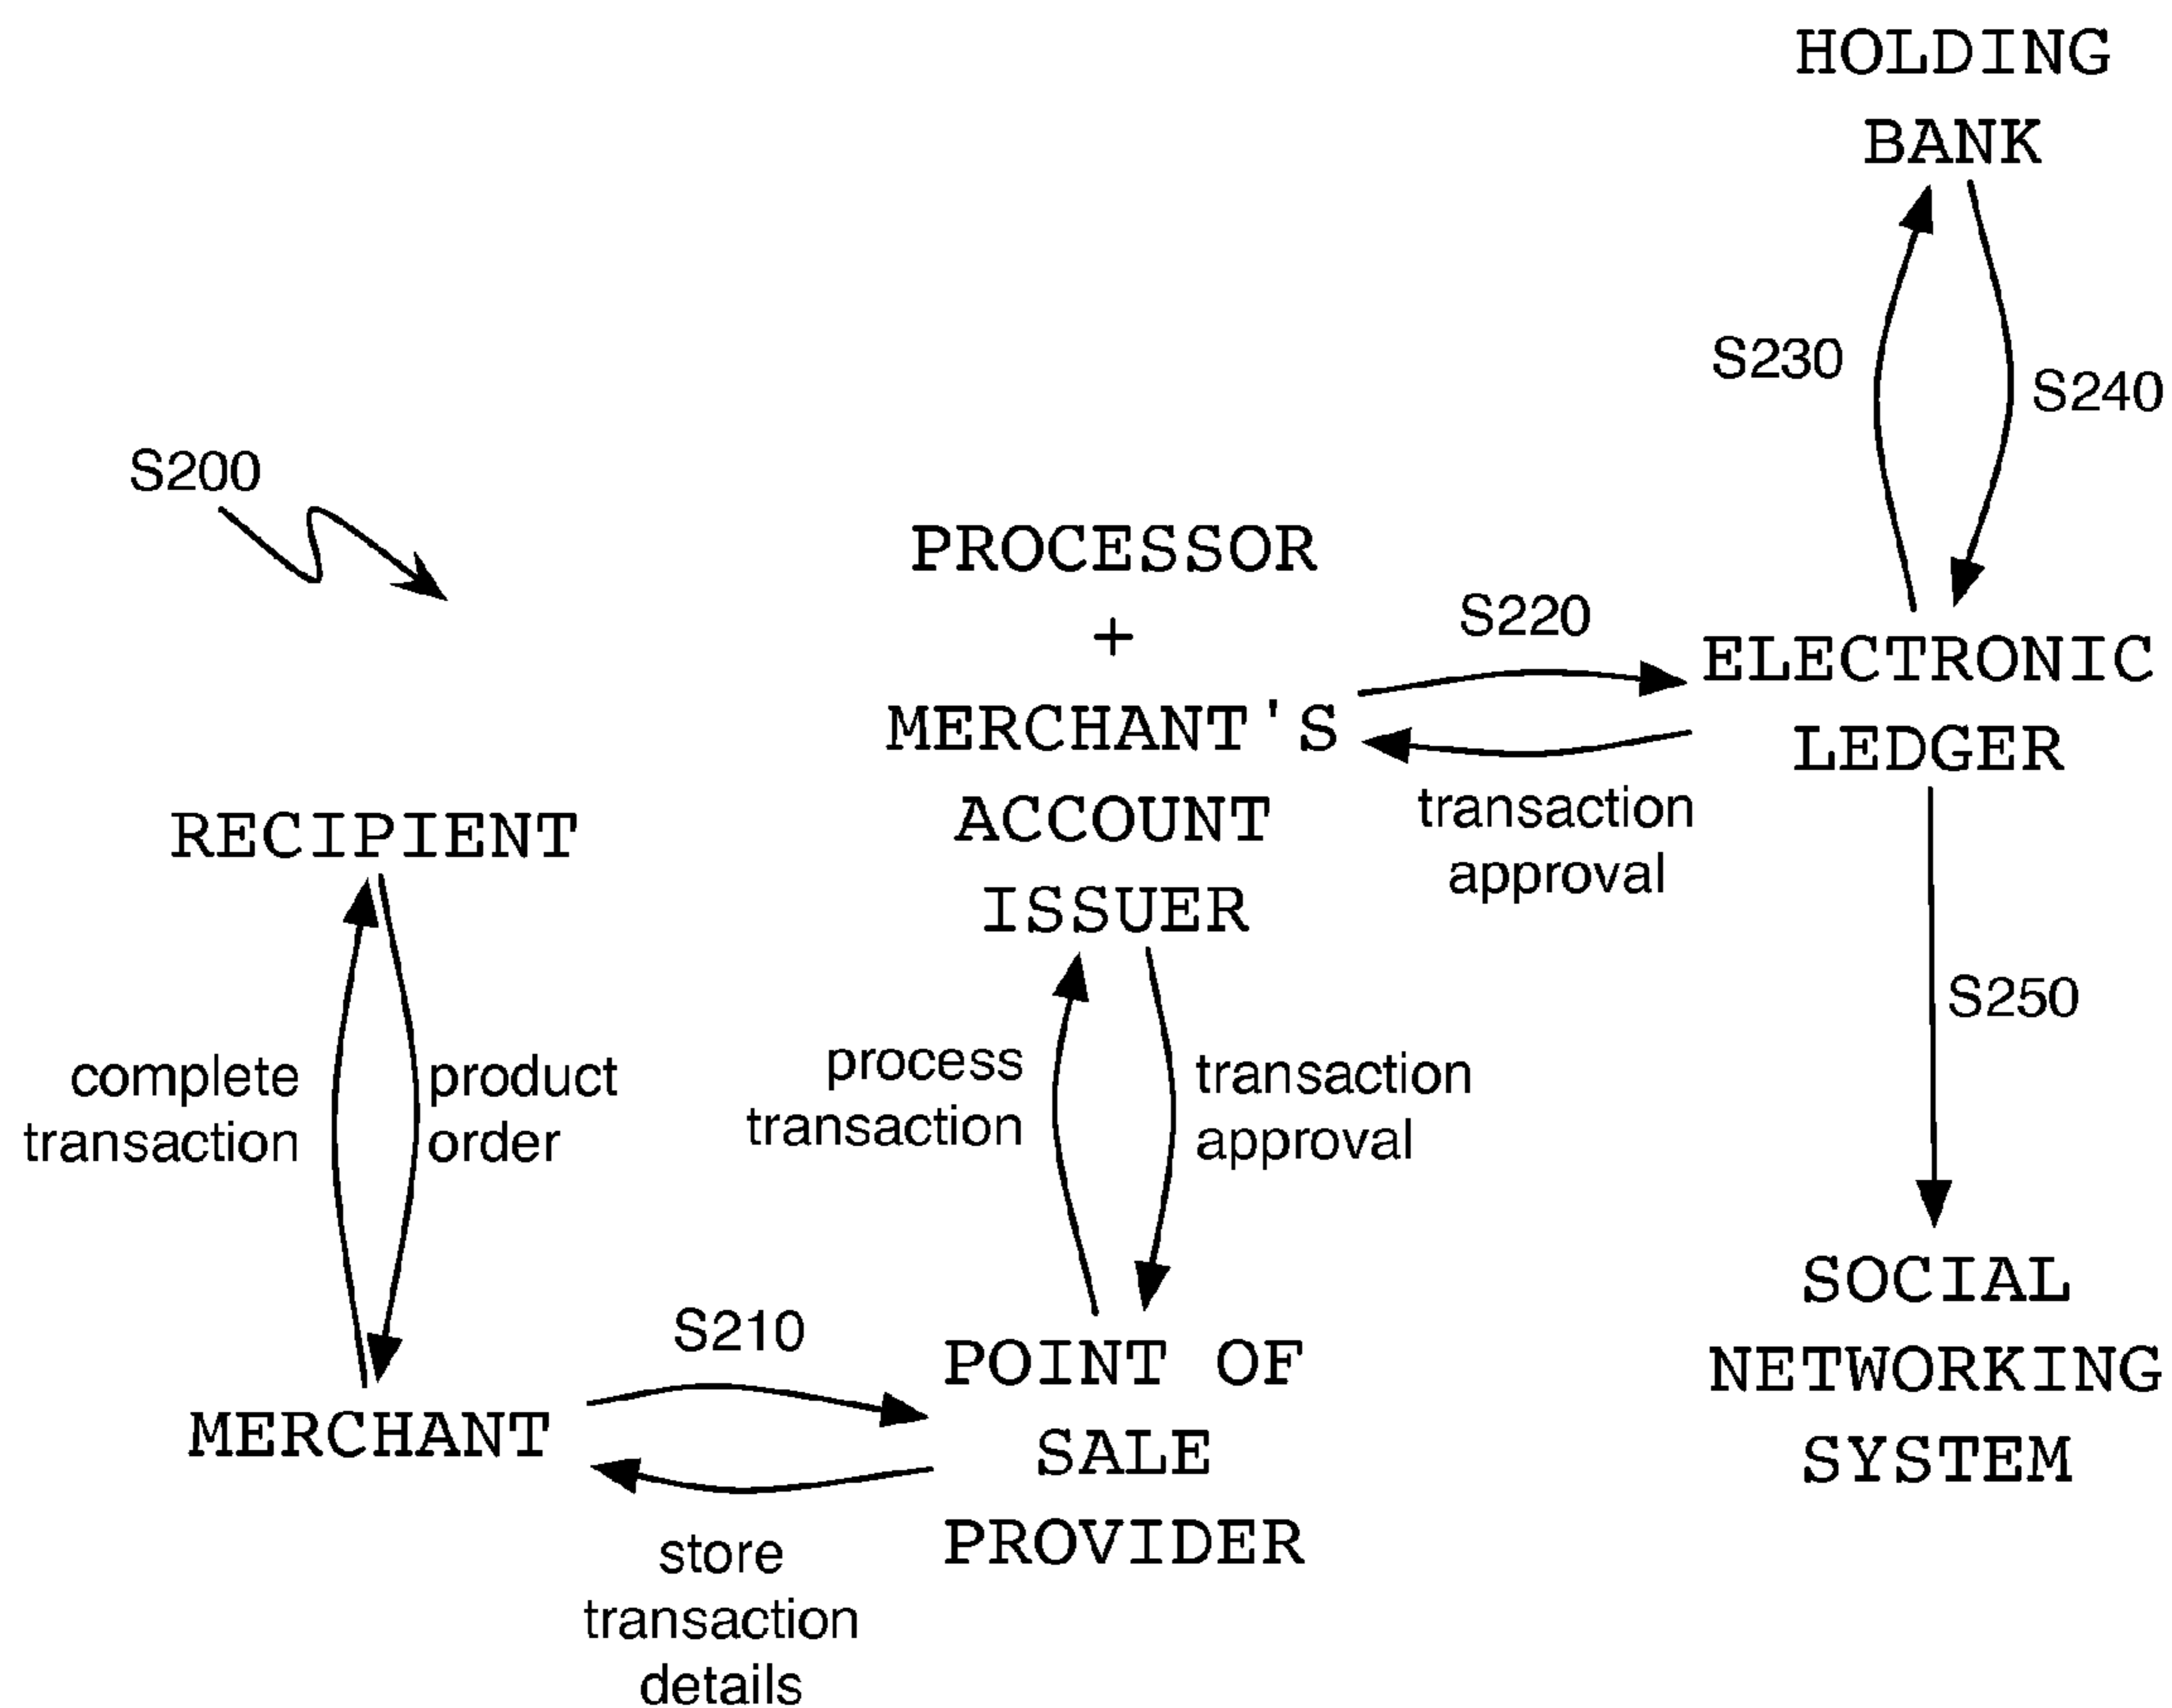 HOLDING
BANK
S230
S240
S200
PROCESSOR
+
MERCHANT'S
ACCOUNT
ISSUER
S220
ELECTRONIC
LEDGER
transaction
approval
RECIPIENT
complete
transaction
product
order
process
transaction
transaction
approval
S250
S210
MERCHANT
POINT OF
SALE
PROVIDER
store
transaction
details
SOCIAL
NETWORKING
SYSTEM